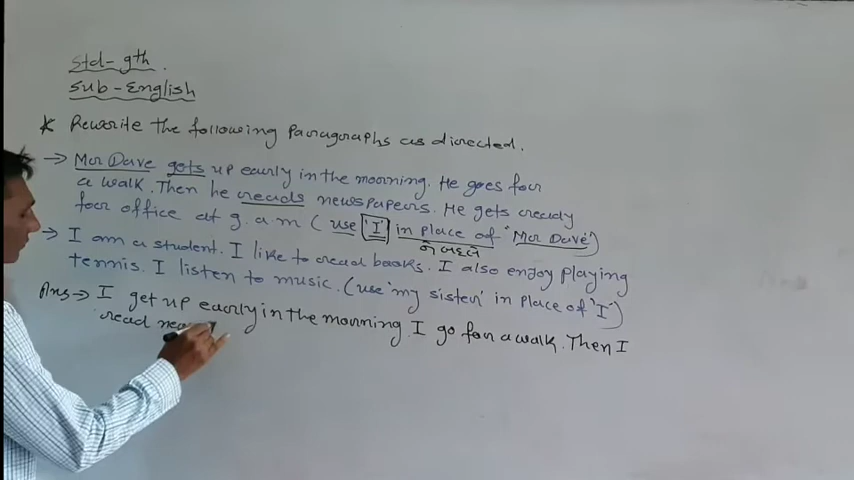 Std - 9th.
Sub - English
* Rewrite the following Paragraphs as directed.
→ Mr Dave gets up early in the morning. He goes for
a walk. Then he reads newspapers. He gets ready
for office at 9. a.m ( use 'I' in place of "Mr Dave")
ને બદલે
→ I am a student. I like to read books. I also enjoy playing
tennis. I listen to music. (use 'my sister' in place of 'I')
Ans → I get up early in the morning. I go for a walk. Then I
read ne